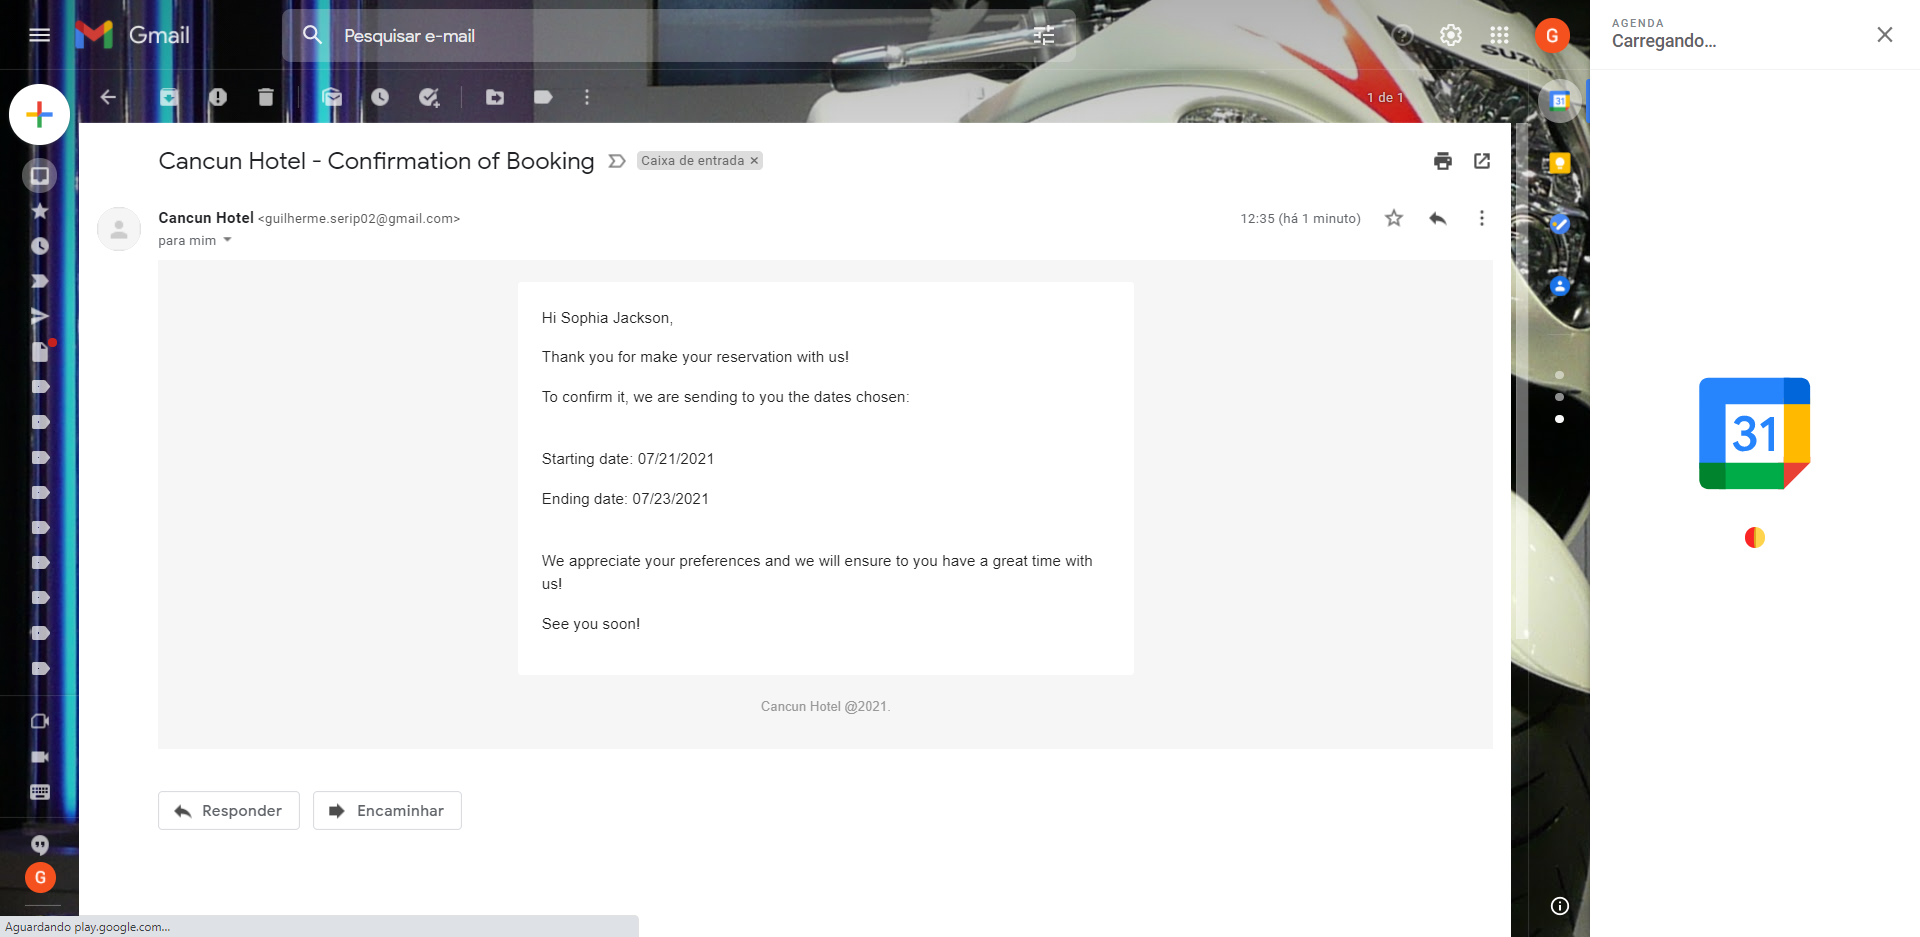 Gmail
Pesquisar e-mail
SUZU
G
AGENDA
Carregando...
1 de 1
31
Cancun Hotel - Confirmation of Booking
Caixa de entrada ×
Cancun Hotel <guilherme.serip02@gmail.com>
12:35 (há 1 minuto)
para mim
Hi Sophia Jackson,
Thank you for make your reservation with us!
To confirm it, we are sending to you the dates chosen:
Starting date: 07/21/2021
Ending date: 07/23/2021
We appreciate your preferences and we will ensure to you have a great time with
us!
See you soon!
Cancun Hotel @2021.
31
Responder
Encaminhar
G
Aguardando play.google.com...